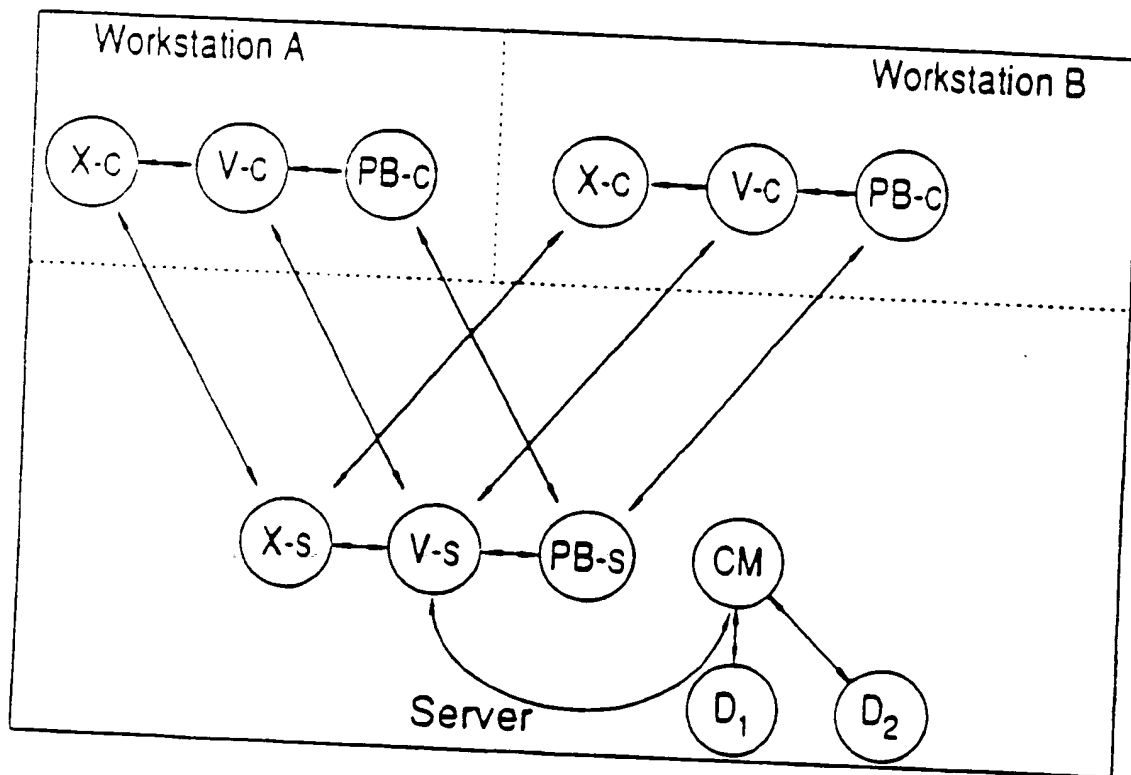 Workstation A
Workstation B
X-c
V-c
PB-c
X-c
V-c
PB-c
X-s
V-s
PB-s
CM
Server
D1
D2